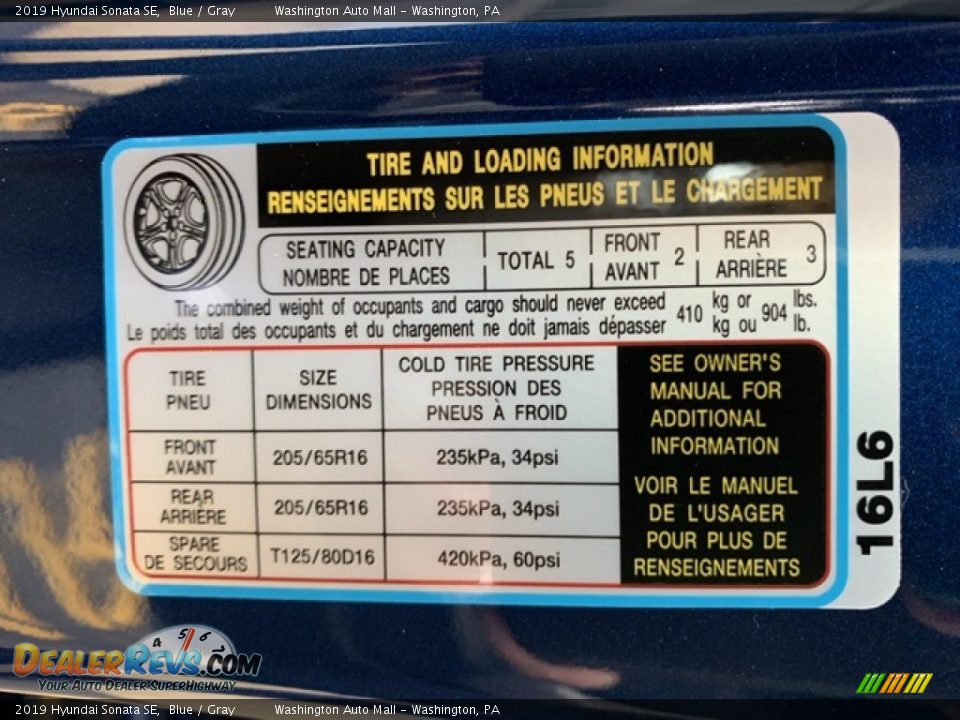 2019 Hyundai Sonata SE, Blue / Gray Washington Auto Mall - Washington, PA
TIRE AND LOADING INFORMATION
RENSEIGNEMENTS SUR LES PNEUS ET LE CHARGEMENT
SEATING CAPACITY
NOMBRE DE PLACES
TOTAL 5
FRONT
AVANT
2
REAR
ARRIÈRE
3
The combined weight of occupants and cargo should never exceed
Le poids total des occupants et du chargement ne doit jamais dépasser
410
kg or
kg ou
904
lbs.
lb.
TIRE
PNEU
SIZE
DIMENSIONS
COLD TIRE PRESSURE
PRESSION DES
PNEUS À FROID
FRONT
AVANT
205/65R16
235kPa, 34psi
REAR
ARRIÈRE
205/65R16
235kPa, 34psi
SPARE
DE SECOURS
T125/80D16
420kPa, 60psi
SEE OWNER'S
MANUAL FOR
ADDITIONAL
INFORMATION
VOIR LE MANUEL
DE L'USAGER
POUR PLUS DE
RENSEIGNEMENTS
16L6
4 5 6
DEALERREVS.COM
YOUR AUTO DEALER SUPERHIGHWAY
2019 Hyundai Sonata SE, Blue / Gray Washington Auto Mall - Washington, PA